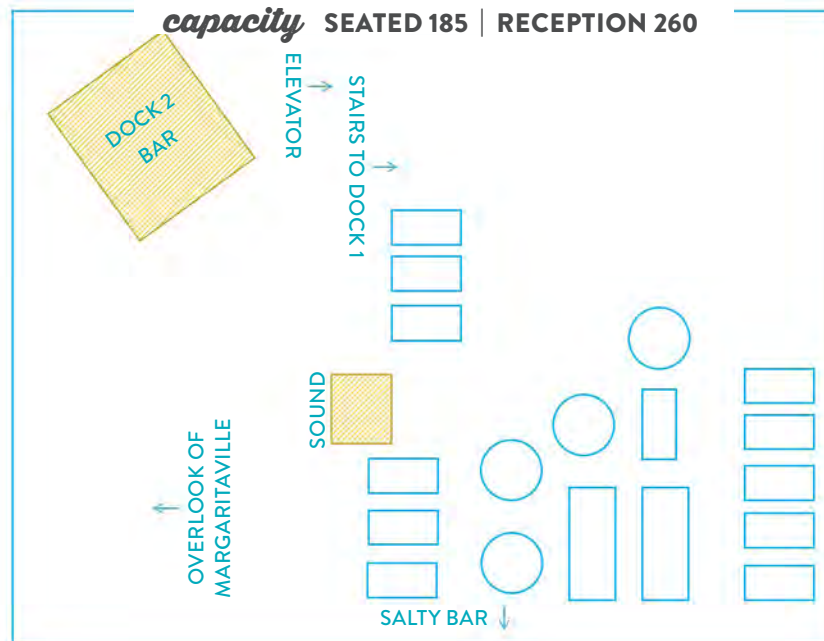 capacity SEATED 185 | RECEPTION 260
DOCK 2
BAR
ELEVATOR
STAIRS TO DOCK 1
SOUND
OVERLOOK OF
MARGARITAVILLE
SALTY BAR